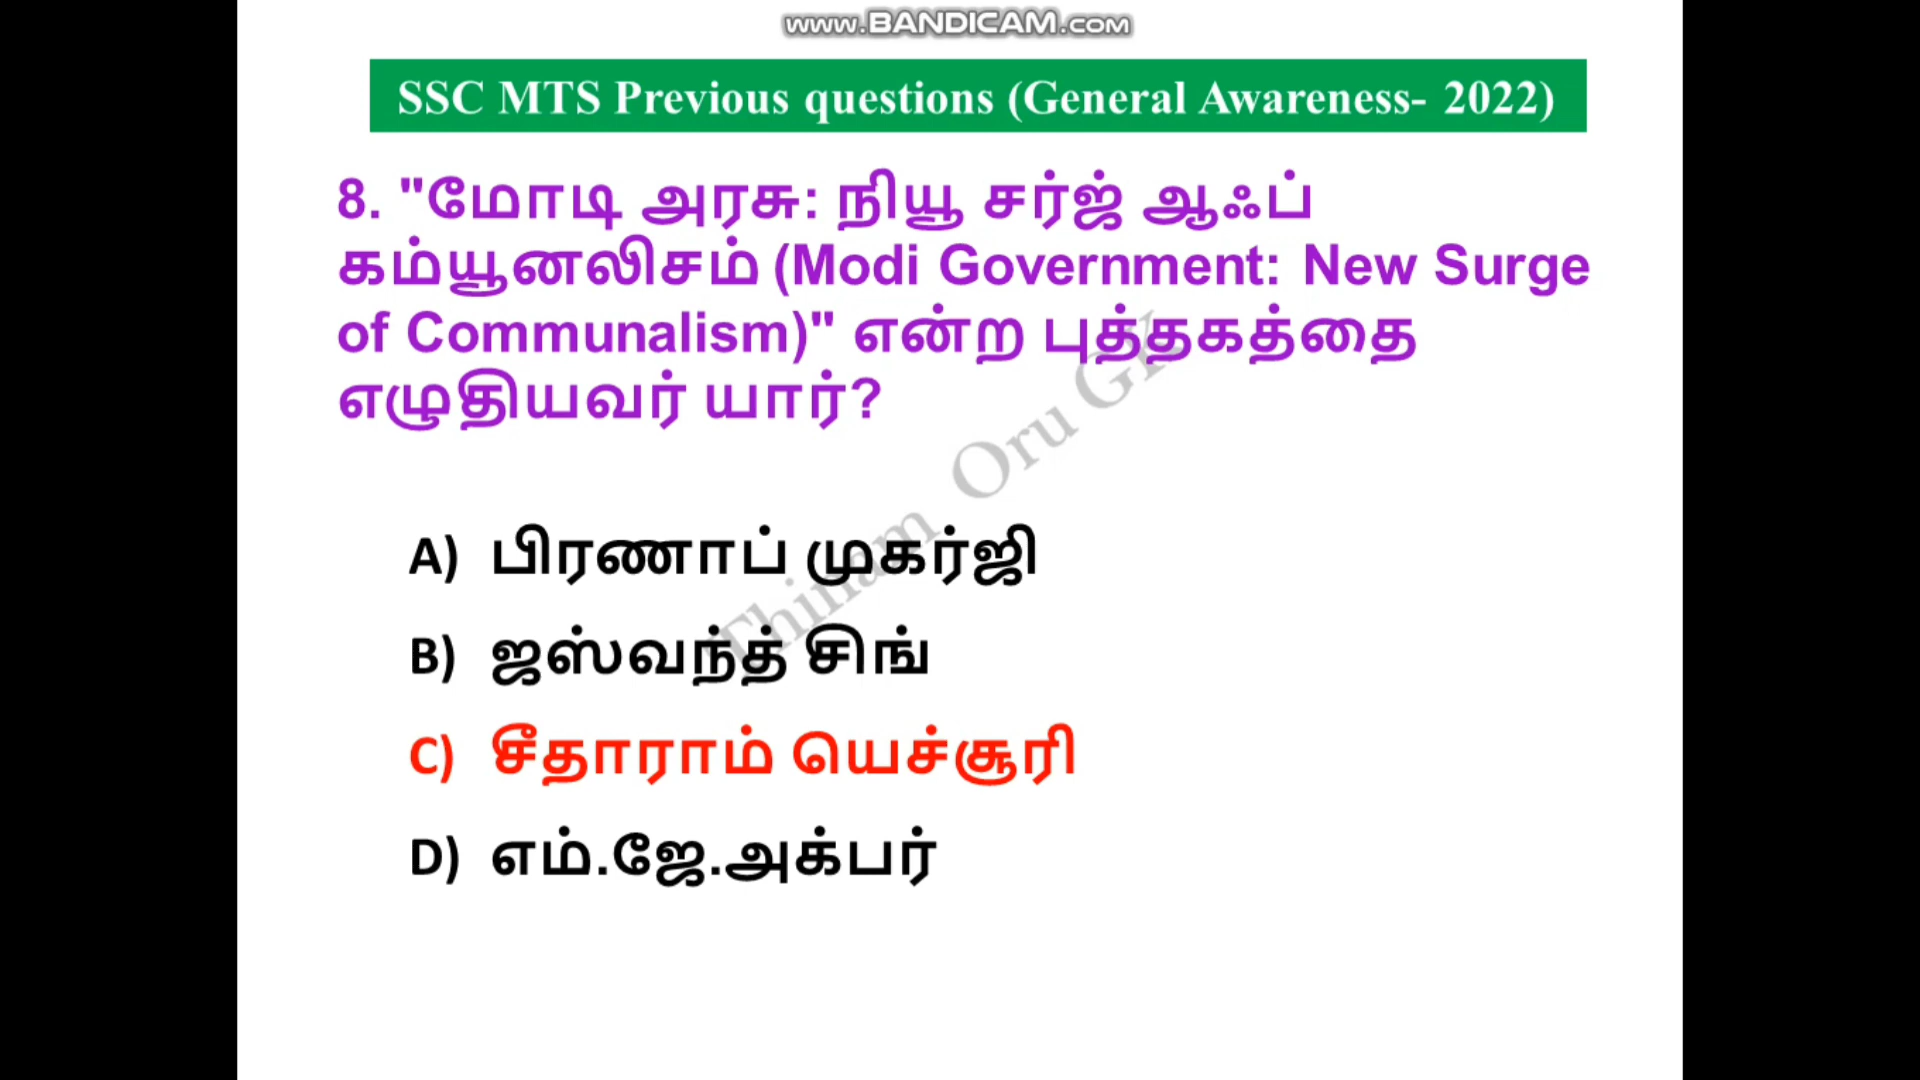 www.BANDICAM.com
SSC MTS Previous questions (General Awareness- 2022)
8. "மோடி அரசு: நியூ சர்ஜ் ஆஃப்
கம்யூனலிசம் (Modi Government: New Surge
of Communalism)" என்ற புத்தகத்தை
எழுதியவர் யார்?
Thinam Oru GK
A) பிரணாப் முகர்ஜி
B) ஜஸ்வந்த் சிங்
C) சீதாராம் யெச்சூரி
D) எம்.ஜே.அக்பர்